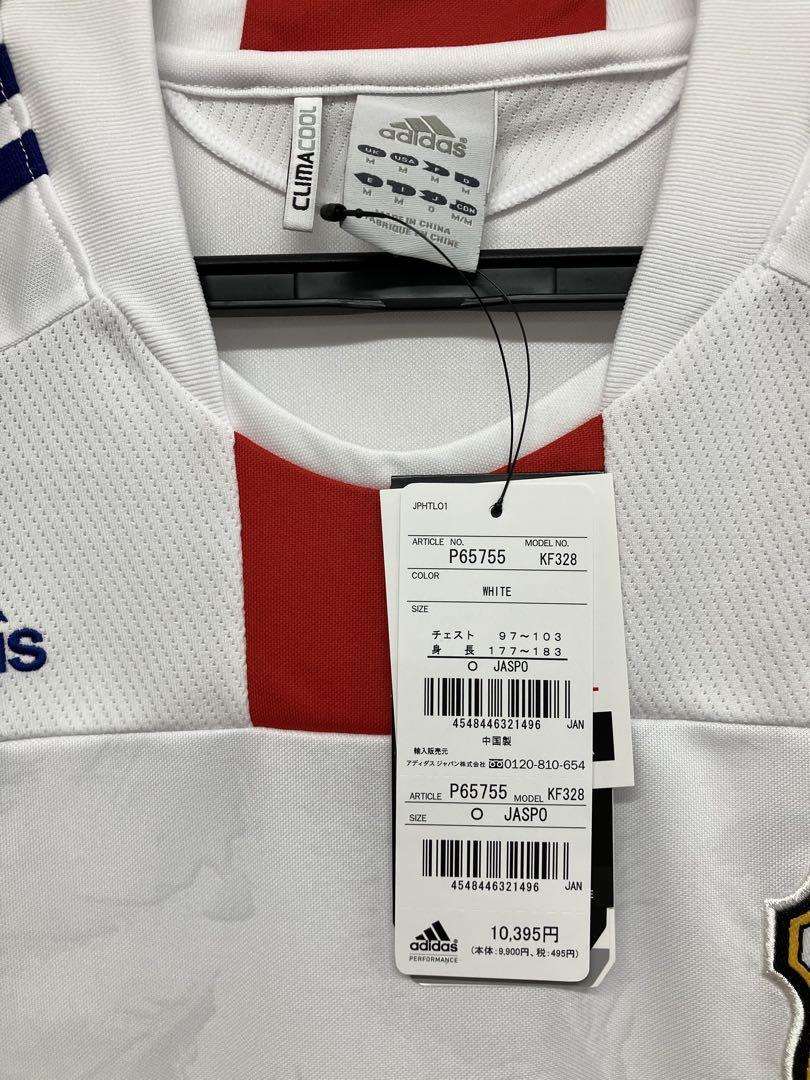 CLIMACOOL
adidas
UK USA F D
M M M M
E I J CDN
M M O M/M
MADE IN CHINA
FABRIQUE EN CHINE
JPHTL01
ARTICLE NO. MODEL NO.
P65755 KF328
COLOR
WHITE
SIZE
チェスト 97～103
身 長 177～183
O JASPO
4548446321496 JAN
中国製
輸入販売元
アディダス ジャパン株式会社 0120-810-654
ARTICLE P65755 MODEL KF328
SIZE O JASPO
4548446321496 JAN
adidas
PERFORMANCE
10,395円
(本体:9,900円、税:495円)